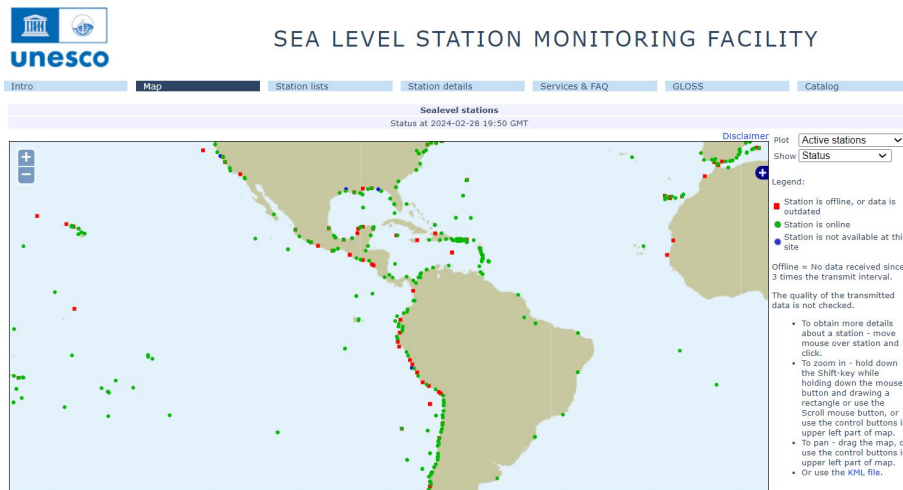 unesco
SEA LEVEL STATION MONITORING FACILITY
Intro
Map
Station lists
Station details
Services & FAQ
GLOSS
Catalog
Sealevel stations
Status at 2024-02-28 19:50 GMT
Disclaimer
Plot Active stations
Show Status
+
−
+
Legend:
Station is offline, or data is
outdated
Station is online
Station is not available at this
site
Offline = No data received since
3 times the transmit interval.
The quality of the transmitted
data is not checked.
• To obtain more details
about a station - move
mouse over station and
click.
• To zoom in - hold down
the Shift-key while
holding down the mouse
button and drawing a
rectangle or use the
Scroll mouse button, or
use the control buttons i
upper left part of map.
• To pan - drag the map, o
use the control buttons i
upper left part of map.
• Or use the KML file.